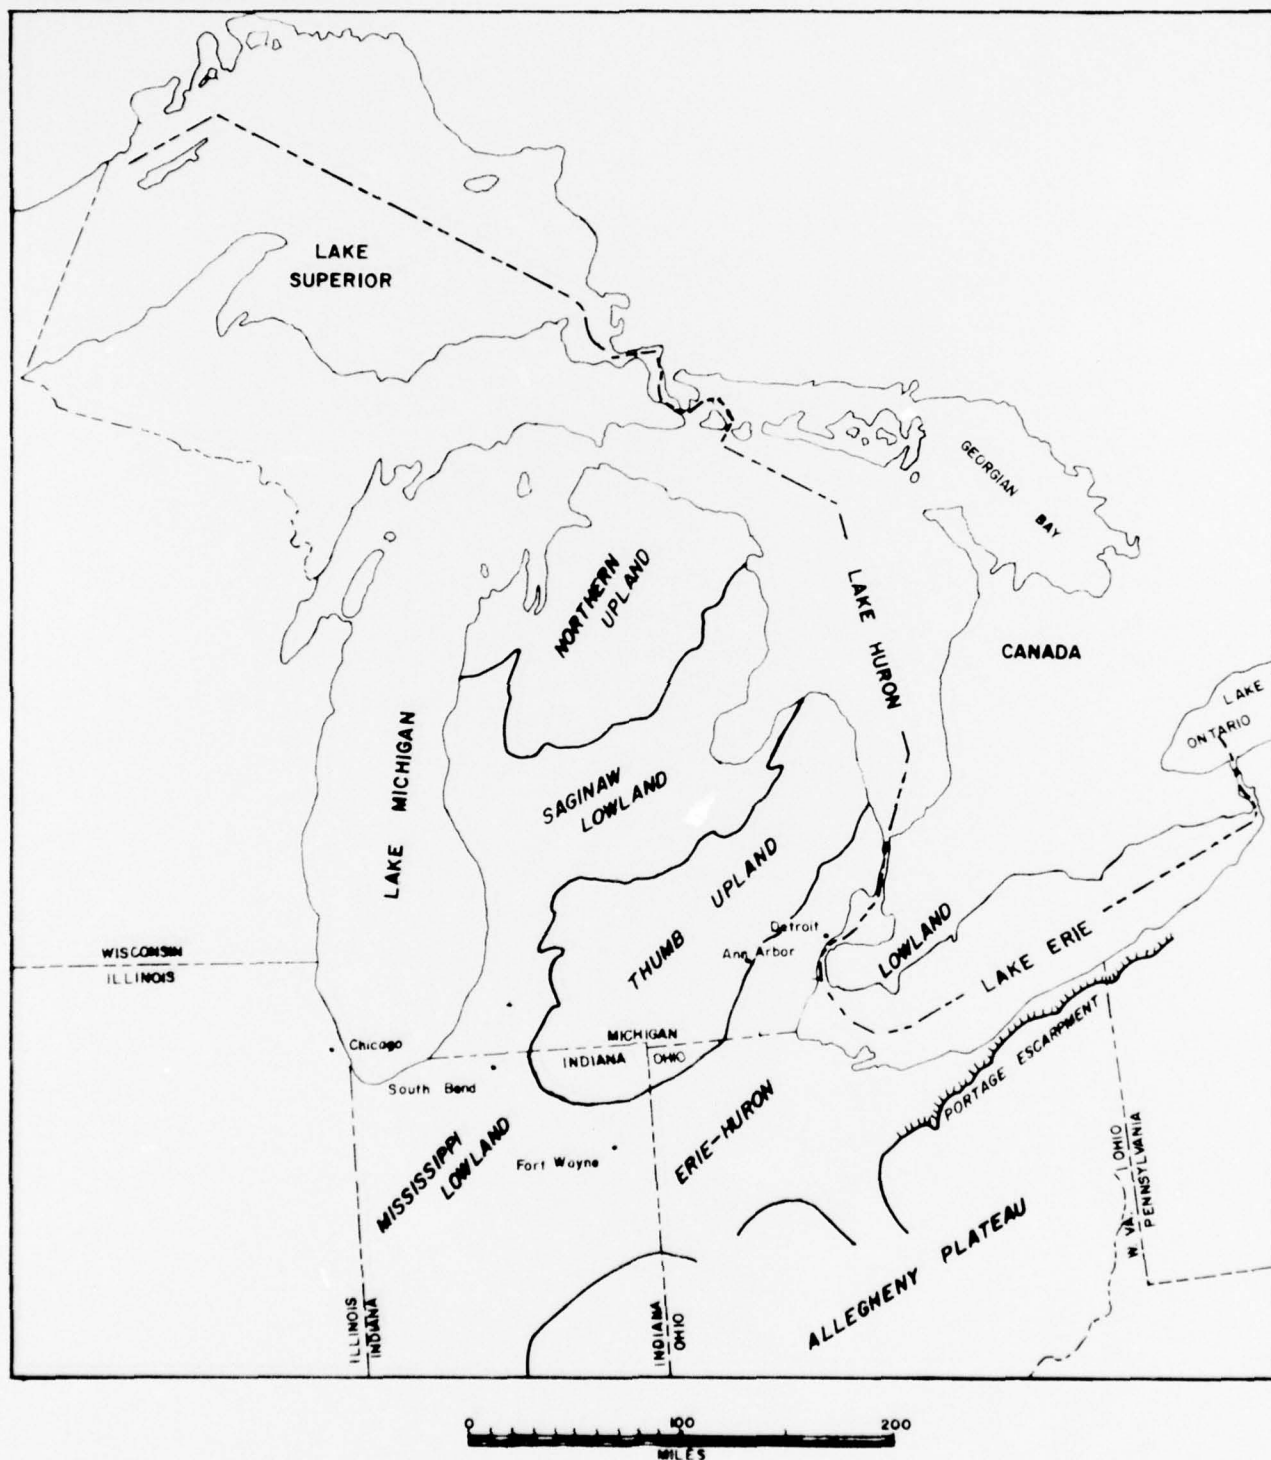 LAKE
SUPERIOR
GEORGIAN
BAY
NORTHERN
UPLAND
LAKE HURON
CANADA
LAKE
ONTARIO
LAKE MICHIGAN
SAGINAW
LOWLAND
THUMB UPLAND
Detroit
Ann Arbor
LOWLAND
LAKE ERIE
WISCONSIN
ILLINOIS
PORTAGE ESCARPMENT
MICHIGAN
INDIANA
OHIO
Chicago
South Bend
MISSISSIPPI
LOWLAND
Fort Wayne
ERIE-HURON
OHIO
W. VA.
PENNSYLVANIA
ALLEGHENY PLATEAU
ILLINOIS
INDIANA
INDIANA
OHIO
0 100 200
MILES